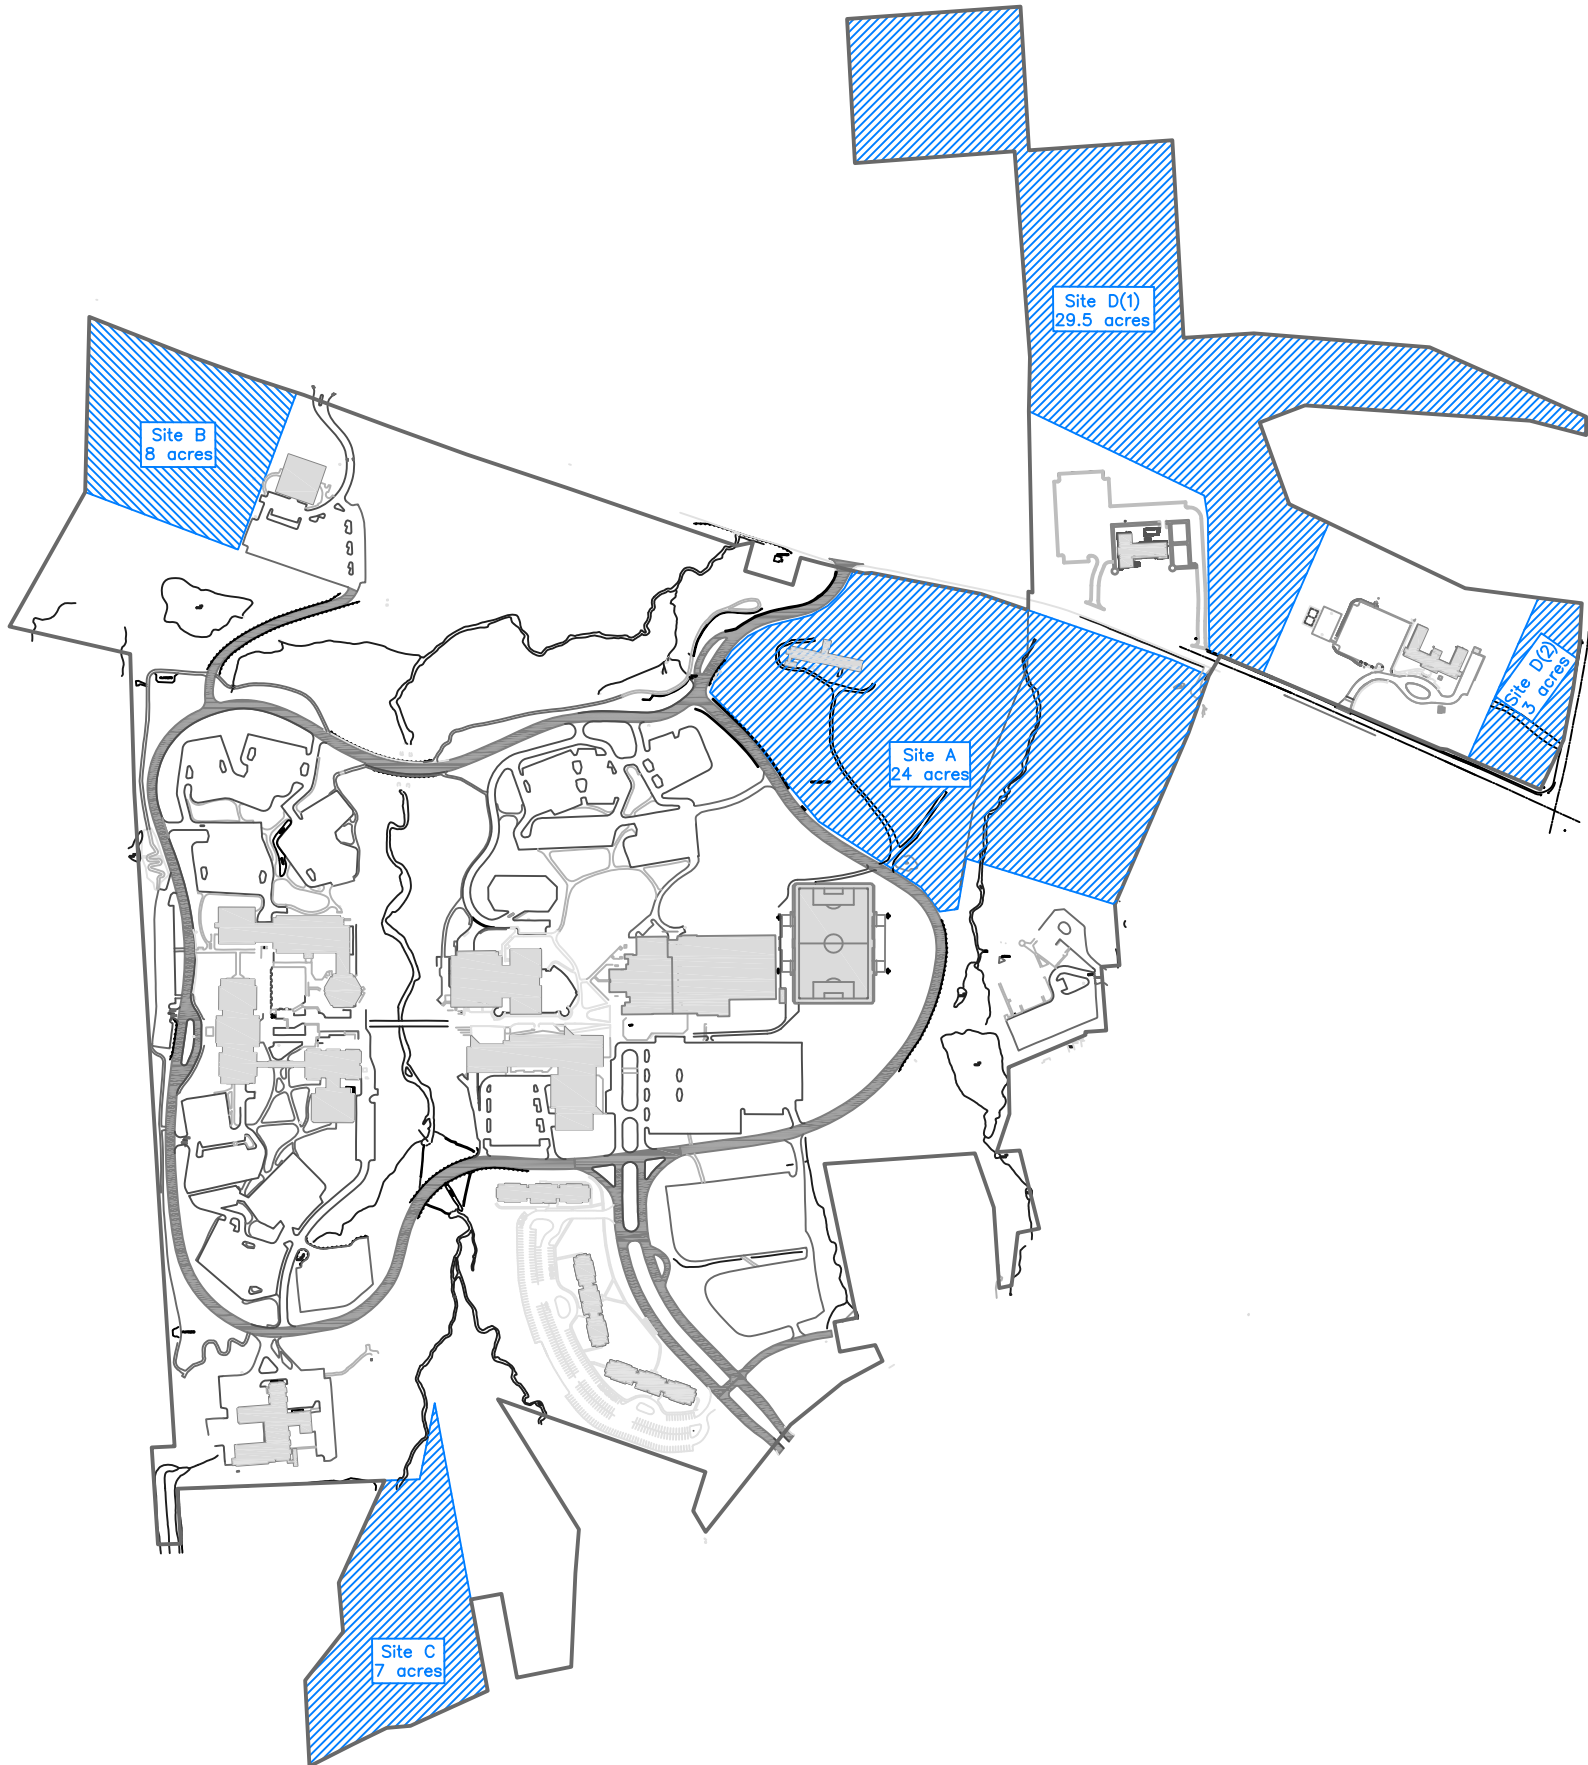 Site D(1)
29.5 acres
Site B
8 acres
Site D(2)
3 acres
Site A
24 acres
Site C
7 acres